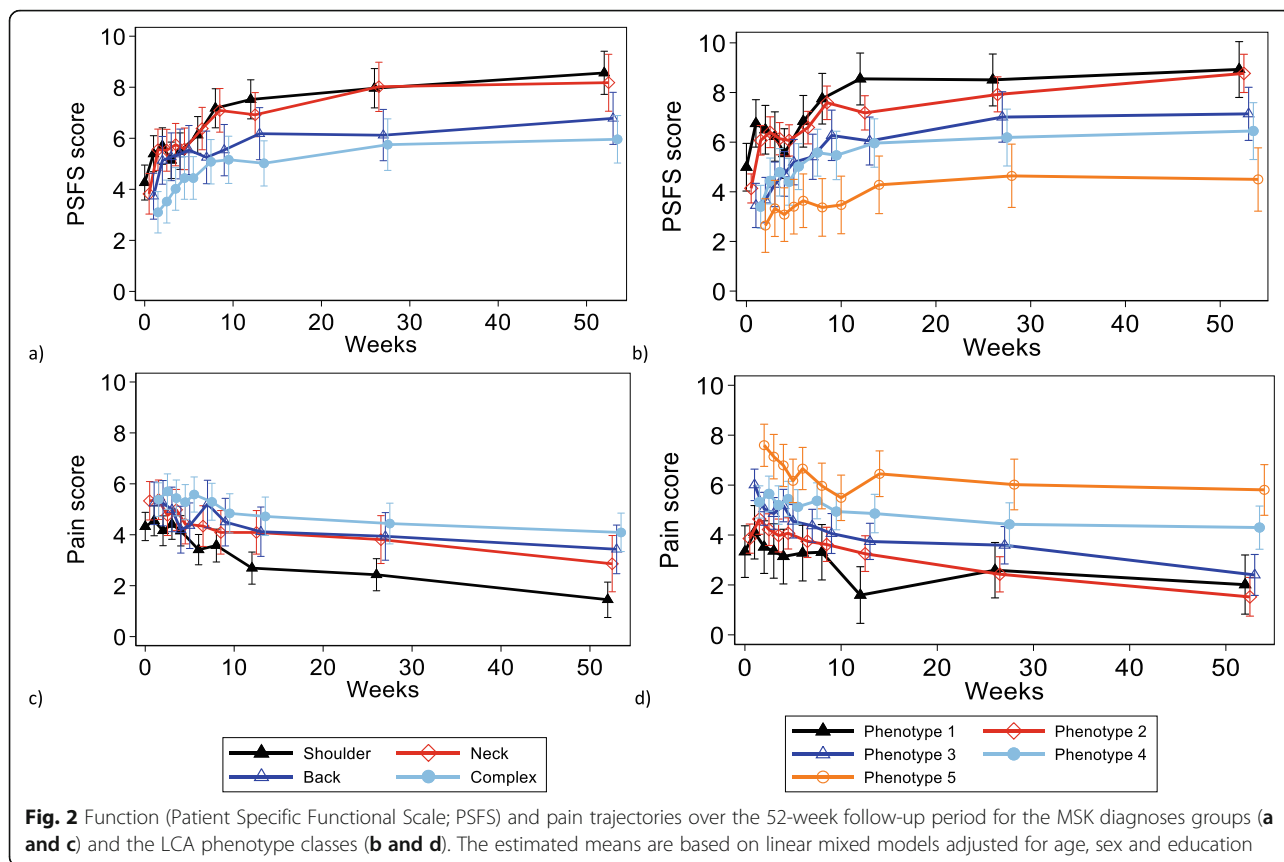 10
8
6
4
2
0
PSFS score
0 10 20 30 40 50
Weeks
a)
10
8
6
4
2
0
PSFS score
0 10 20 30 40 50
Weeks
b)
10
8
6
4
2
0
Pain score
0 10 20 30 40 50
Weeks
c)
10
8
6
4
2
0
Pain score
0 10 20 30 40 50
Weeks
d)
Shoulder Neck
Back Complex
Phenotype 1 Phenotype 2
Phenotype 3 Phenotype 4
Phenotype 5
Fig. 2 Function (Patient Specific Functional Scale; PSFS) and pain trajectories over the 52-week follow-up period for the MSK diagnoses groups (a
and c) and the LCA phenotype classes (b and d). The estimated means are based on linear mixed models adjusted for age, sex and education